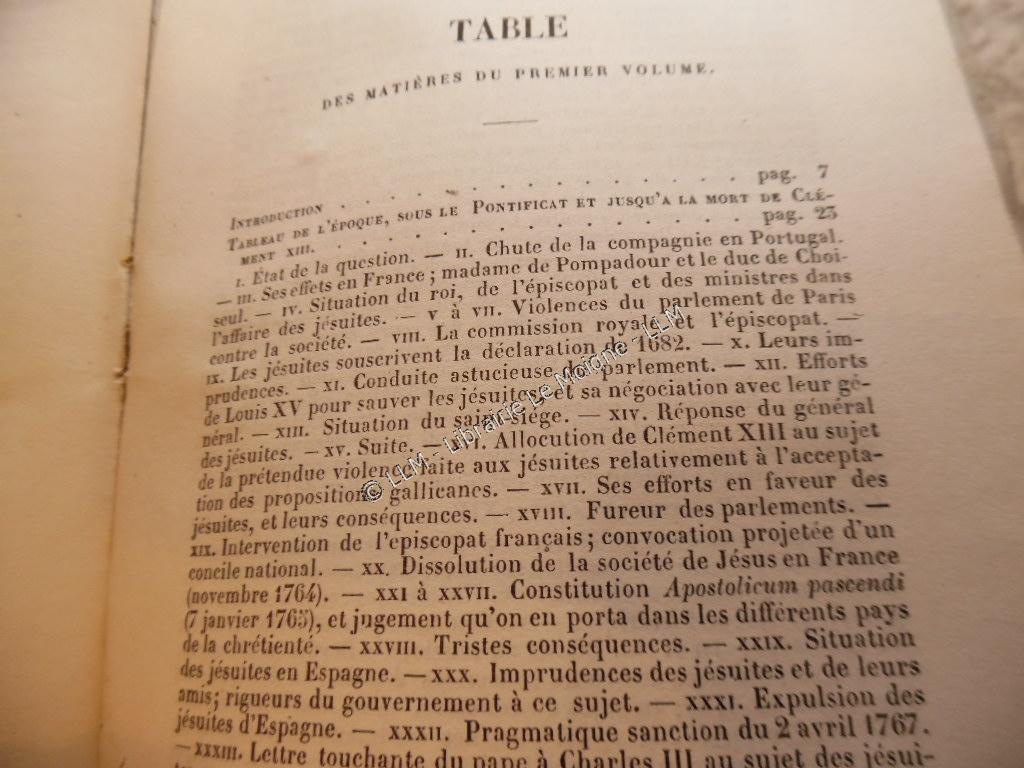 TABLE
DES MATIÈRES DU PREMIER VOLUME.
INTRODUCTION . . . . . . . . . . . . . . pag. 7
TABLEAU DE L'ÉPOQUE, SOUS LE PONTIFICAT ET JUSQU'A LA MORT DE CLÉ-
MENT XIII. . . . . . . . . . . . . . . . pag. 23
I. État de la question. — II. Chute de la compagnie en Portugal.
— III. Ses effets en France ; madame de Pompadour et le duc de Choi-
seul. — IV. Situation du roi, de l'épiscopat et des ministres dans
l'affaire des jésuites. — V à VII. Violences du parlement de Paris
contre la société. — VIII. La commission royale et l'épiscopat. —
IX. Les jésuites souscrivent la déclaration de 1682. — X. Leurs im-
prudences. — XI. Conduite astucieuse du parlement. — XII. Efforts
de Louis XV pour sauver les jésuites, et sa négociation avec leur gé-
néral. — XIII. Situation du saint-siége. — XIV. Réponse du général
des jésuites. — XV. Suite. — XVI. Allocution de Clément XIII au sujet
de la prétendue violence faite aux jésuites relativement à l'accepta-
tion des propositions gallicanes. — XVII. Ses efforts en faveur des
jésuites, et leurs conséquences. — XVIII. Fureur des parlements. —
XIX. Intervention de l'épiscopat français ; convocation projetée d'un
concile national. — XX. Dissolution de la société de Jésus en France
(novembre 1764). — XXI à XXVII. Constitution Apostolicum pascendi
(7 janvier 1765), et jugement qu'on en porta dans les différents pays
de la chrétienté. — XXVIII. Tristes conséquences. — XXIX. Situation
des jésuites en Espagne. — XXX. Imprudences des jésuites et de leurs
amis ; rigueurs du gouvernement à ce sujet. — XXXI. Expulsion des
jésuites d'Espagne. — XXXII. Pragmatique sanction du 2 avril 1767.
— XXXIII. Lettre touchante du pape à Charles III au sujet des jésui-
© LLM - Librairie Le Moigne - LLM